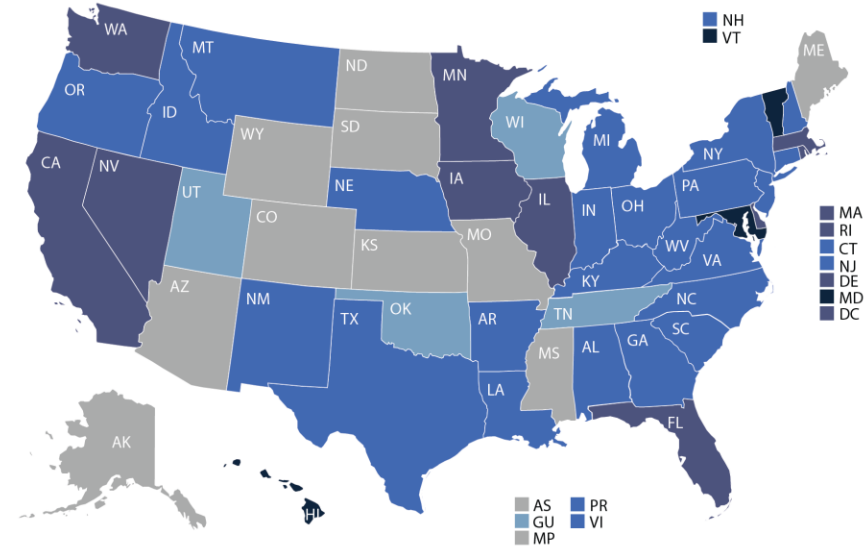 NH
VT
WA
MT
ND
MN
ME
OR
ID
SD
WI
MI
NY
WY
CA
NV
NE
IA
PA
UT
IL
IN
OH
MA
CO
KS
MO
WV
RI
VA
CT
KY
NJ
AZ
NM
OK
TN
NC
DE
TX
AR
SC
MD
MS
AL
GA
DC
LA
FL
AK
HI
AS PR
GU VI
MP